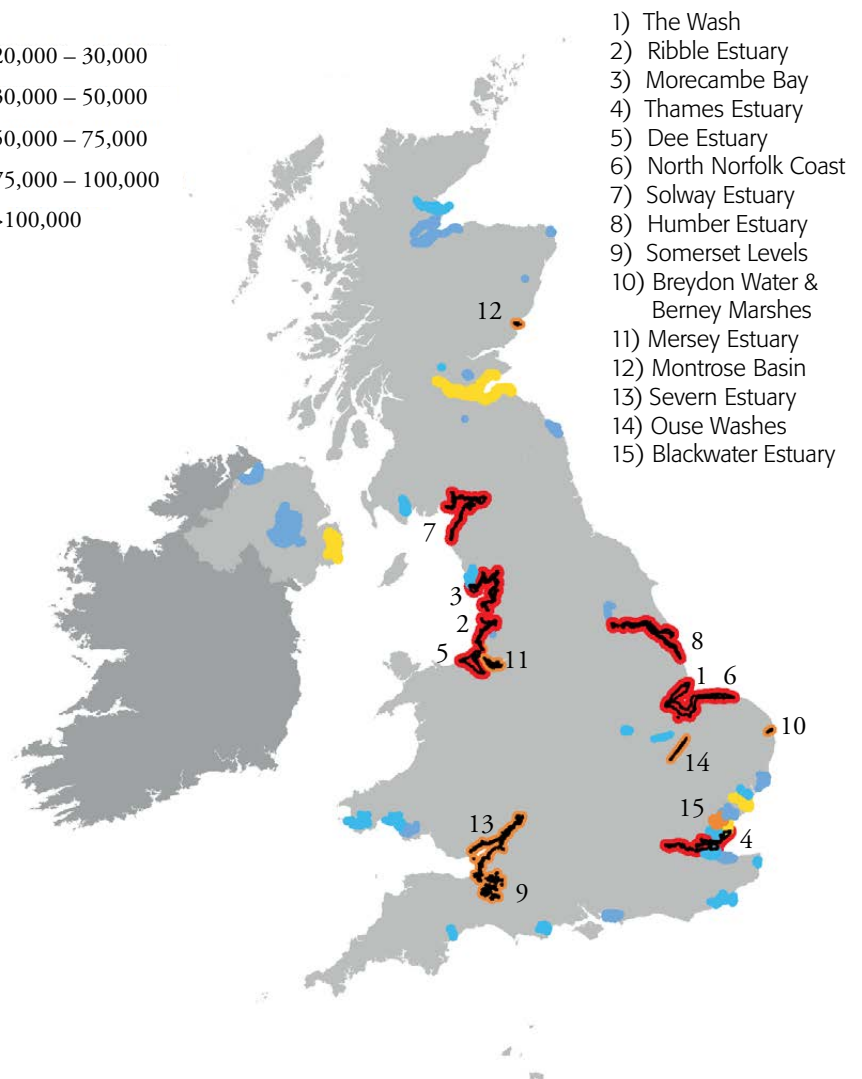 20,000 – 30,000
30,000 – 50,000
50,000 – 75,000
75,000 – 100,000
>100,000
1) The Wash
2) Ribble Estuary
3) Morecambe Bay
4) Thames Estuary
5) Dee Estuary
6) North Norfolk Coast
7) Solway Estuary
8) Humber Estuary
9) Somerset Levels
10) Breydon Water &
Berney Marshes
11) Mersey Estuary
12) Montrose Basin
13) Severn Estuary
14) Ouse Washes
15) Blackwater Estuary
12
7
3
2
8
5
11
1 6
10
14
15
13
4
9